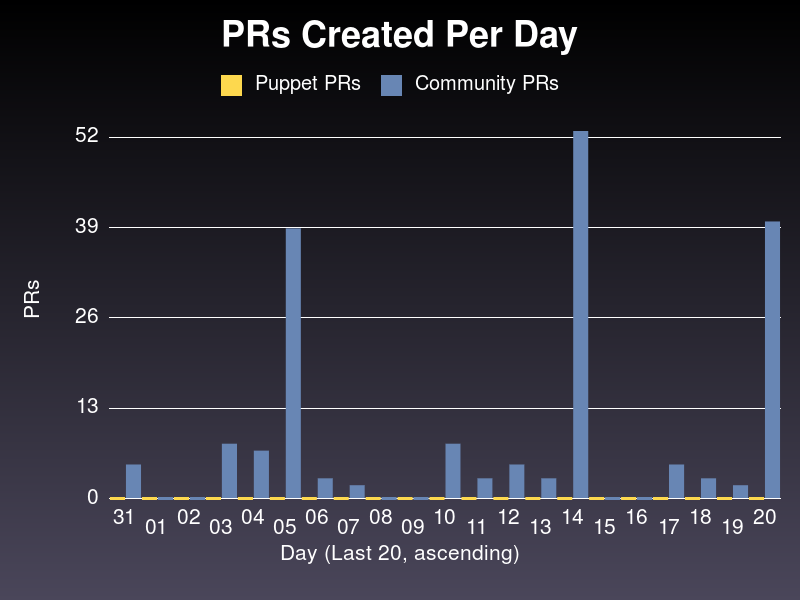 PRs Created Per Day
Puppet PRs Community PRs
52
39
26
13
0
PRs
31 01 02 03 04 05 06 07 08 09 10 11 12 13 14 15 16 17 18 19 20
Day (Last 20, ascending)